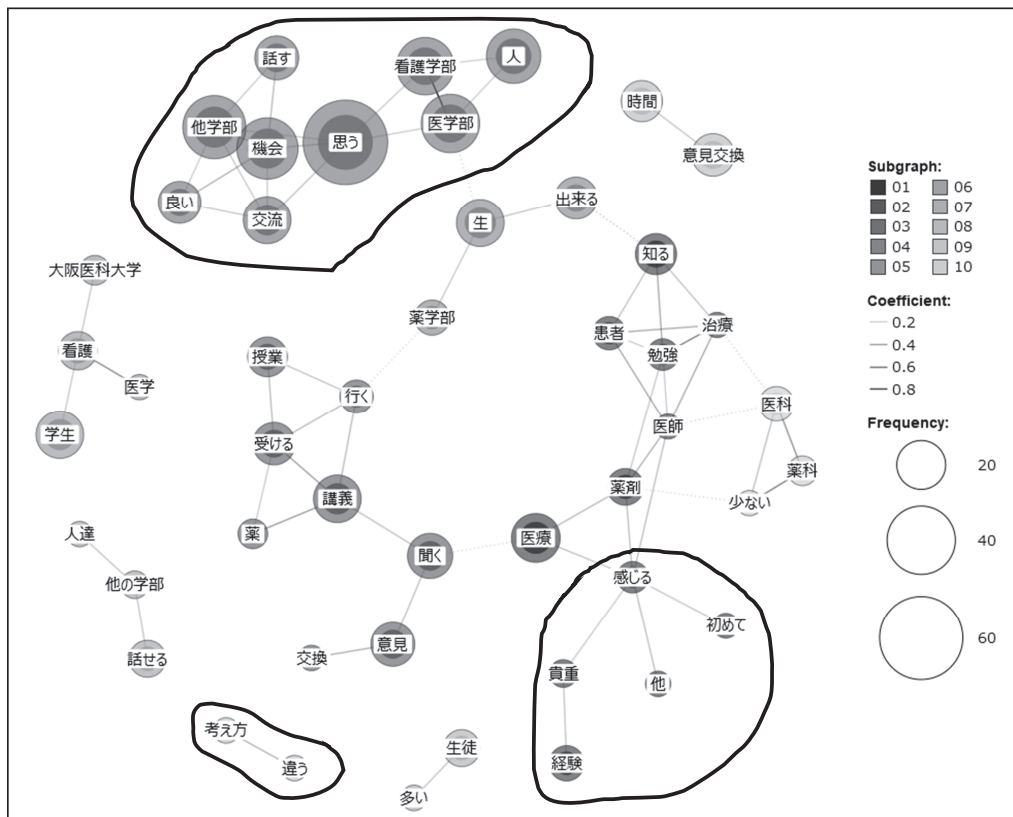 話す
看護学部
人
他学部
機会
思う
医学部
良い
交流
時間
意見交換
生
出来る
知る
大阪医科大学
看護
医学
学生
薬学部
患者
治療
勉強
授業
行く
受ける
講義
薬
医師
医科
薬科
少ない
薬剤
医療
聞く
意見
交換
感じる
初めて
貴重
他
経験
人達
他の学部
話せる
考え方
違う
生徒
多い
Subgraph:
01 06
02 07
03 08
04 09
05 10
Coefficient:
0.2
0.4
0.6
0.8
Frequency:
20
40
60